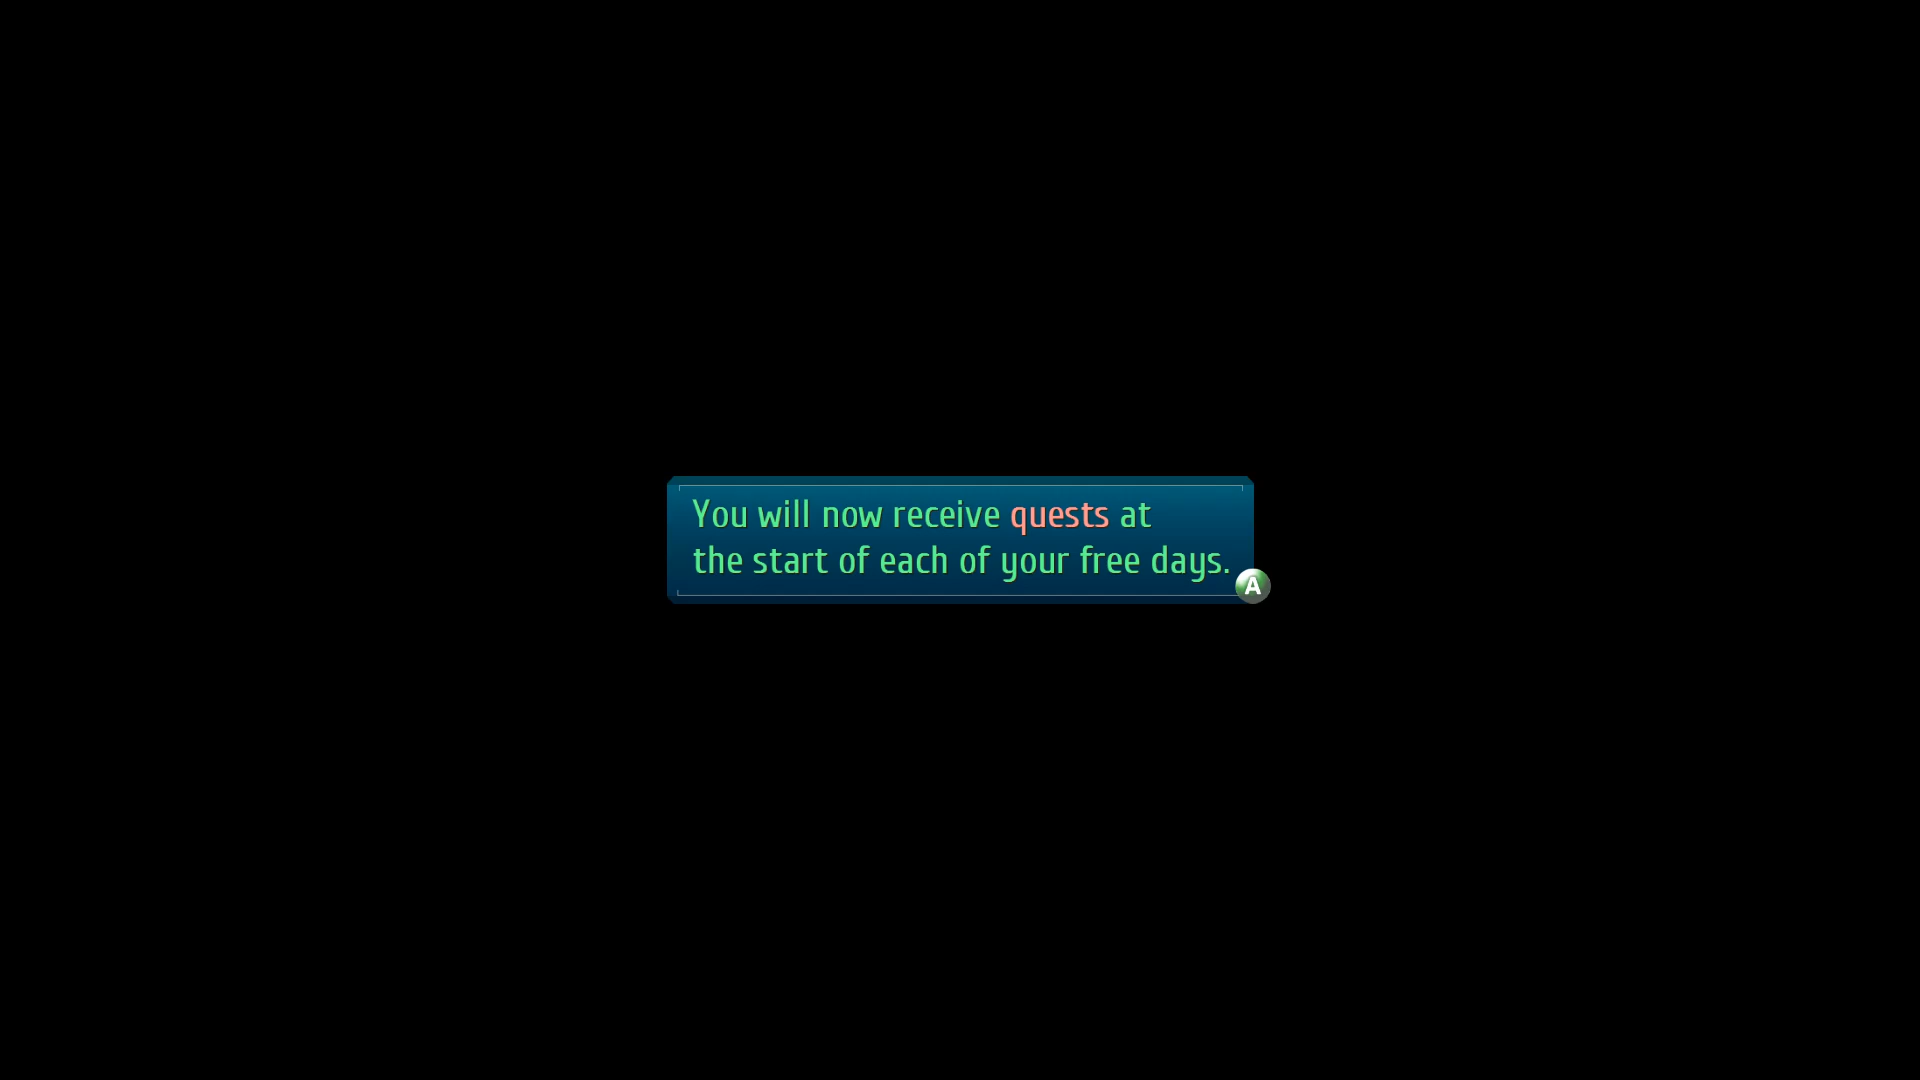 You will now receive quests at
the start of each of your free days.
A